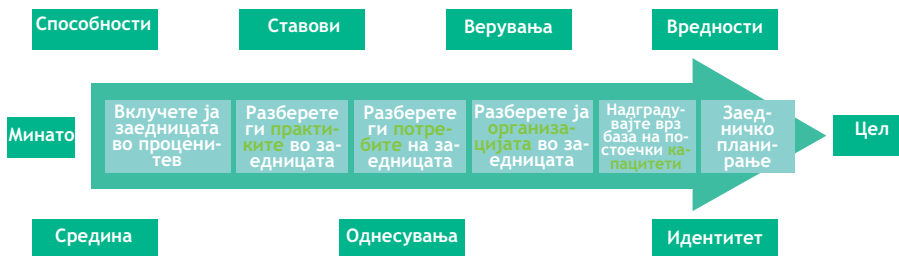 Способности
Ставови
Верувања
Вредности
Минато
Вклучете ја
заедницата
во процени-
тев
Разберете
ги практи-
ките во за-
едницата
Разберете
ги потре-
бите на за-
едницата
Разберете ја
организа-
цијата во за-
едницата
Надграду-
вајте врз
база на по-
стоечки ка-
пацитети
Заед-
ничко
плани-
рање
Цел
Средина
Однесувања
Идентитет